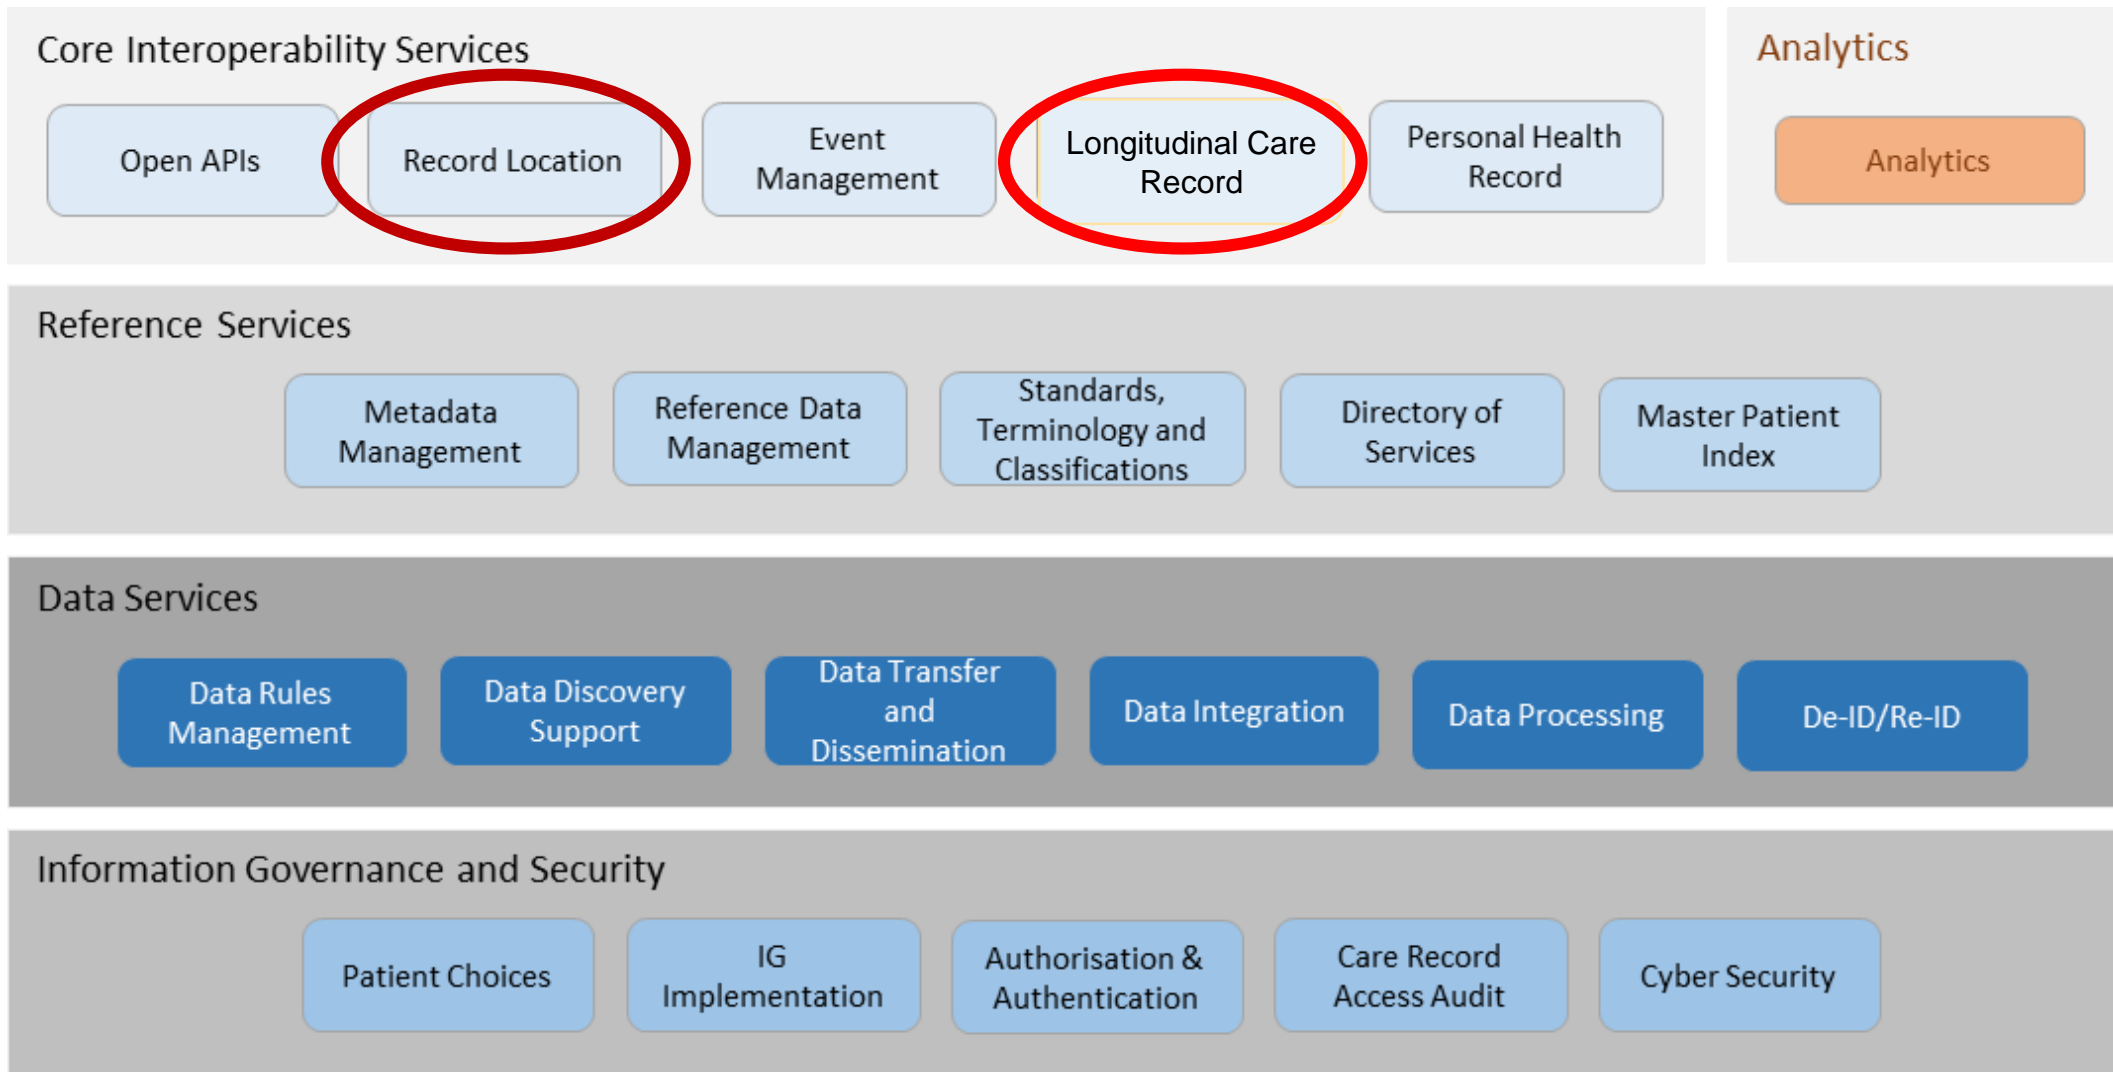 Core Interoperability Services
Open APIs
Record Location
Event
Management
Longitudinal Care
Record
Personal Health
Record
Analytics
Analytics
Reference Services
Metadata
Management
Reference Data
Management
Standards,
Terminology and
Classifications
Directory of
Services
Master Patient
Index
Data Services
Data Rules
Management
Data Discovery
Support
Data Transfer
and
Dissemination
Data Integration
Data Processing
De-ID/Re-ID
Information Governance and Security
Patient Choices
IG
Implementation
Authorisation &
Authentication
Care Record
Access Audit
Cyber Security